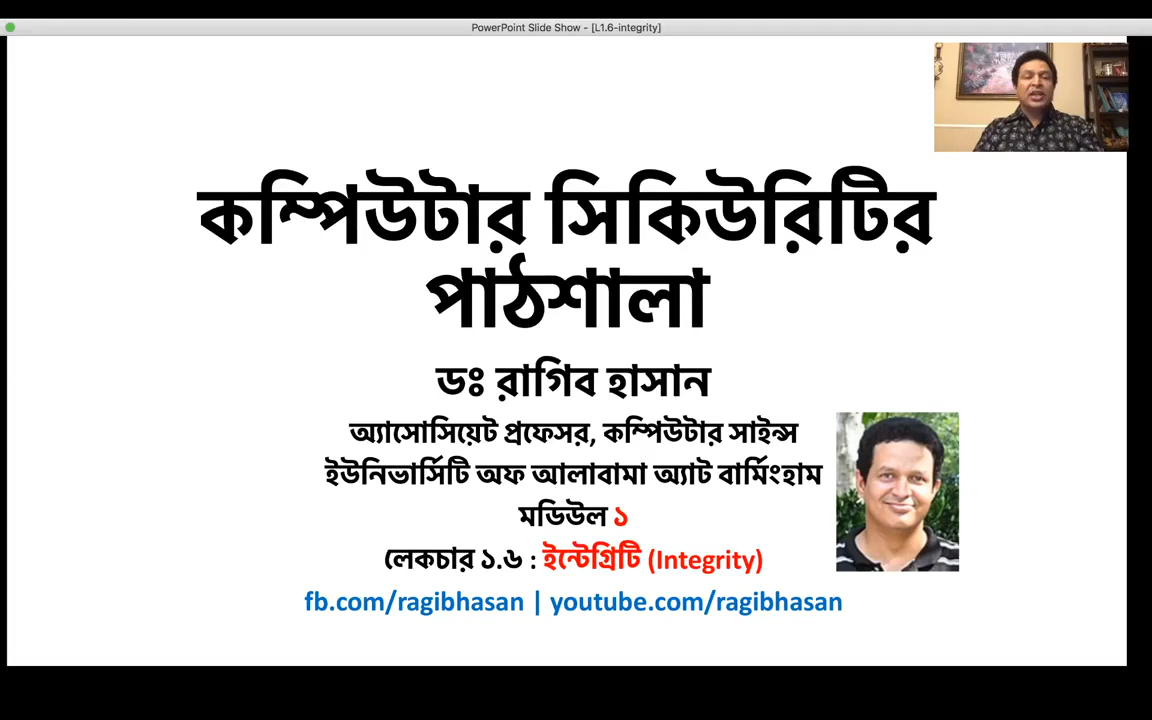 PowerPoint Slide Show - [L1.6-integrity]
কম্পিউটার সিকিউরিটির
পাঠশালা
ডঃ রাগিব হাসান
অ্যাসোসিয়েট প্রফেসর, কম্পিউটার সাইন্স
ইউনিভার্সিটি অফ আলাবামা অ্যাট বার্মিংহাম
মডিউল ১
লেকচার ১.৬ : ইন্টেগ্রিটি (Integrity)
fb.com/ragibhasan | youtube.com/ragibhasan